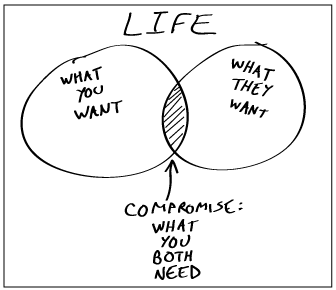 LIFE
WHAT
YOU
WANT
WHAT
THEY
WANT
COMPROMISE:
WHAT
YOU
BOTH
NEED